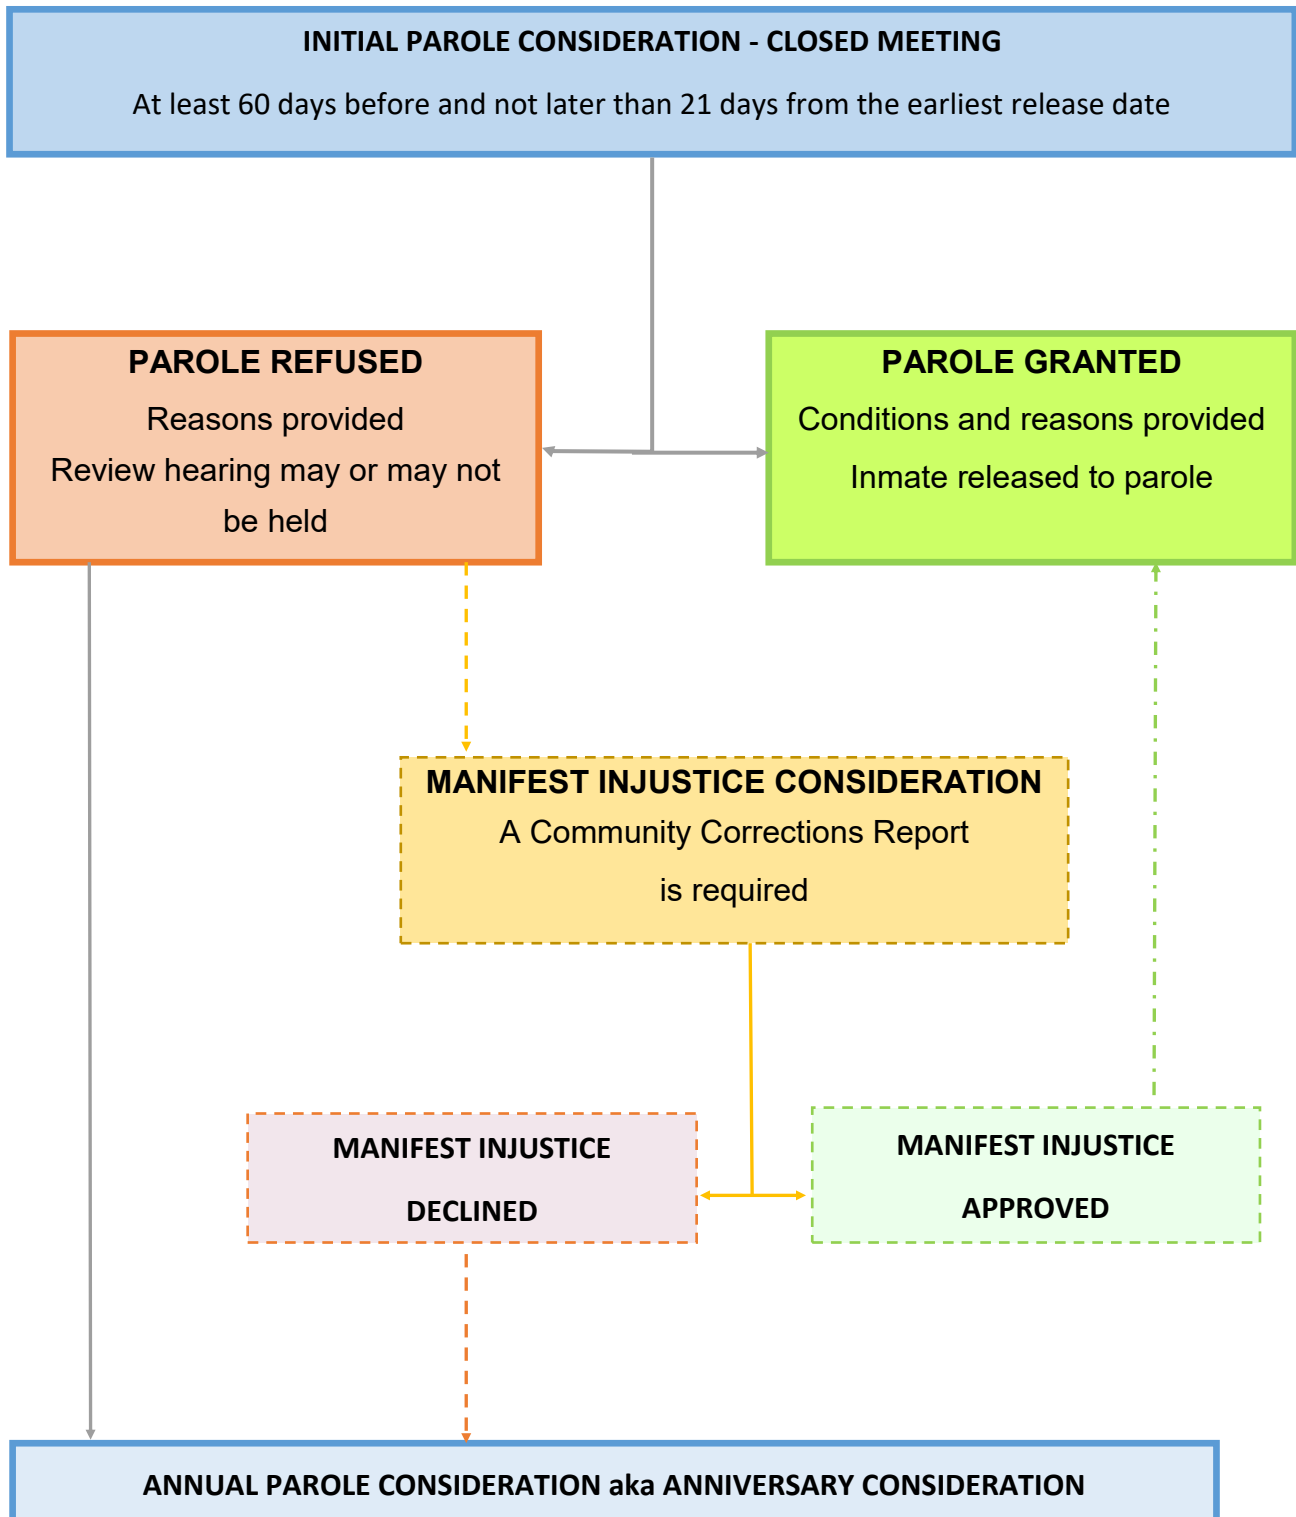 INITIAL PAROLE CONSIDERATION - CLOSED MEETING
At least 60 days before and not later than 21 days from the earliest release date
PAROLE REFUSED
Reasons provided
Review hearing may or may not
be held
PAROLE GRANTED
Conditions and reasons provided
Inmate released to parole
MANIFEST INJUSTICE CONSIDERATION
A Community Corrections Report
is required
MANIFEST INJUSTICE
DECLINED
MANIFEST INJUSTICE
APPROVED
ANNUAL PAROLE CONSIDERATION aka ANNIVERSARY CONSIDERATION